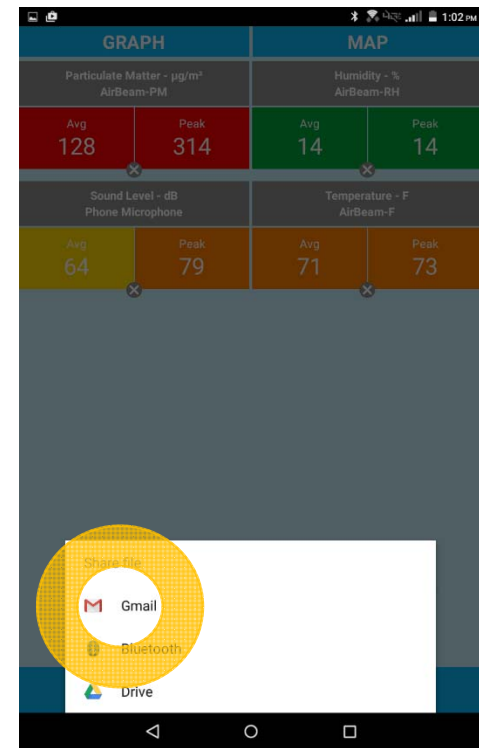 1:02 PM
GRAPH MAP
Particulate Matter - µg/m³
AirBeam-PM
Humidity - %
AirBeam-RH
Avg Peak Avg Peak
128 314 14 14
Sound Level - dB
Phone Microphone
Temperature - F
AirBeam-F
Avg Peak Avg Peak
64 79 71 73
Share file
Gmail
Bluetooth
Drive